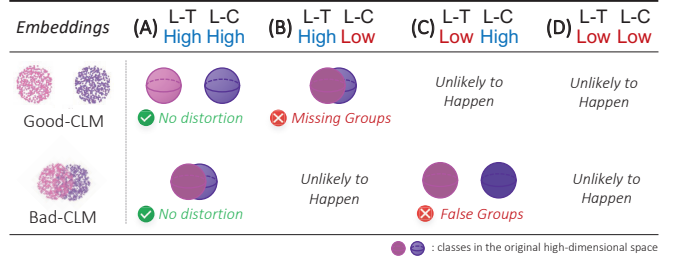 Embeddings
(A) L-T L-C
High High
(B) L-T L-C
High Low
(C) L-T L-C
Low High
(D) L-T L-C
Low Low
Good-CLM
No distortion
Missing Groups
Unlikely to
Happen
Unlikely to
Happen
Bad-CLM
No distortion
Unlikely to
Happen
False Groups
Unlikely to
Happen
: classes in the original high-dimensional space